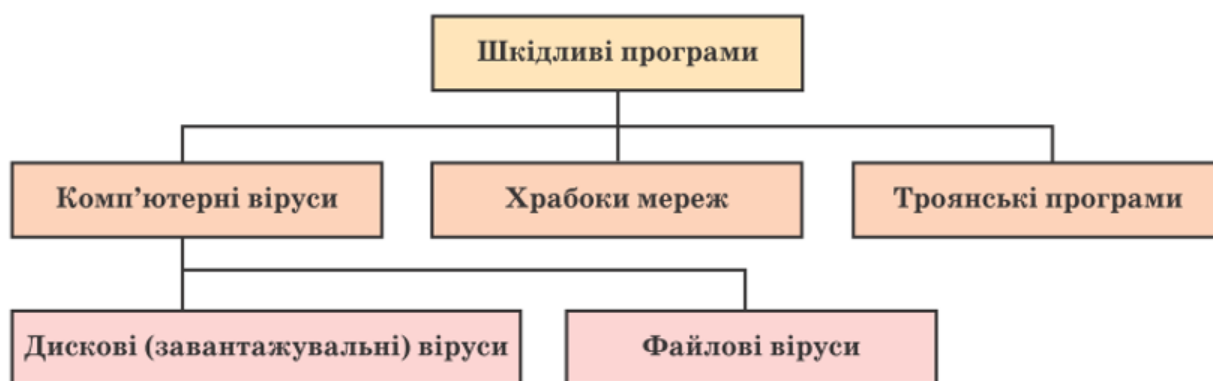 Шкідливі програми
Комп’ютерні віруси
Храбоки мереж
Троянські програми
Дискові (завантажувальні) віруси
Файлові віруси